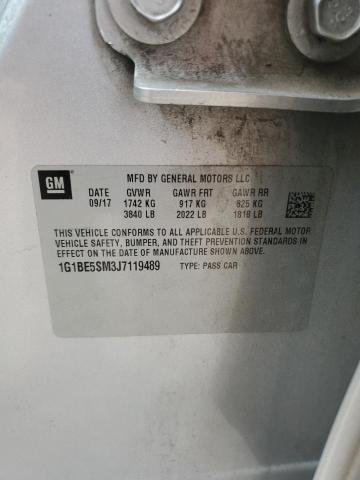 GM
MFD BY GENERAL MOTORS LLC
DATE GVWR GAWR FRT GAWR RR
09/17 1742 KG 917 KG 825 KG
3840 LB 2022 LB 1818 LB
THIS VEHICLE CONFORMS TO ALL APPLICABLE U.S. FEDERAL MOTOR
VEHICLE SAFETY, BUMPER, AND THEFT PREVENTION STANDARDS IN
EFFECT ON THE DATE OF MANUFACTURE SHOWN ABOVE.
1G1BE5SM3J7119489 TYPE: PASS CAR